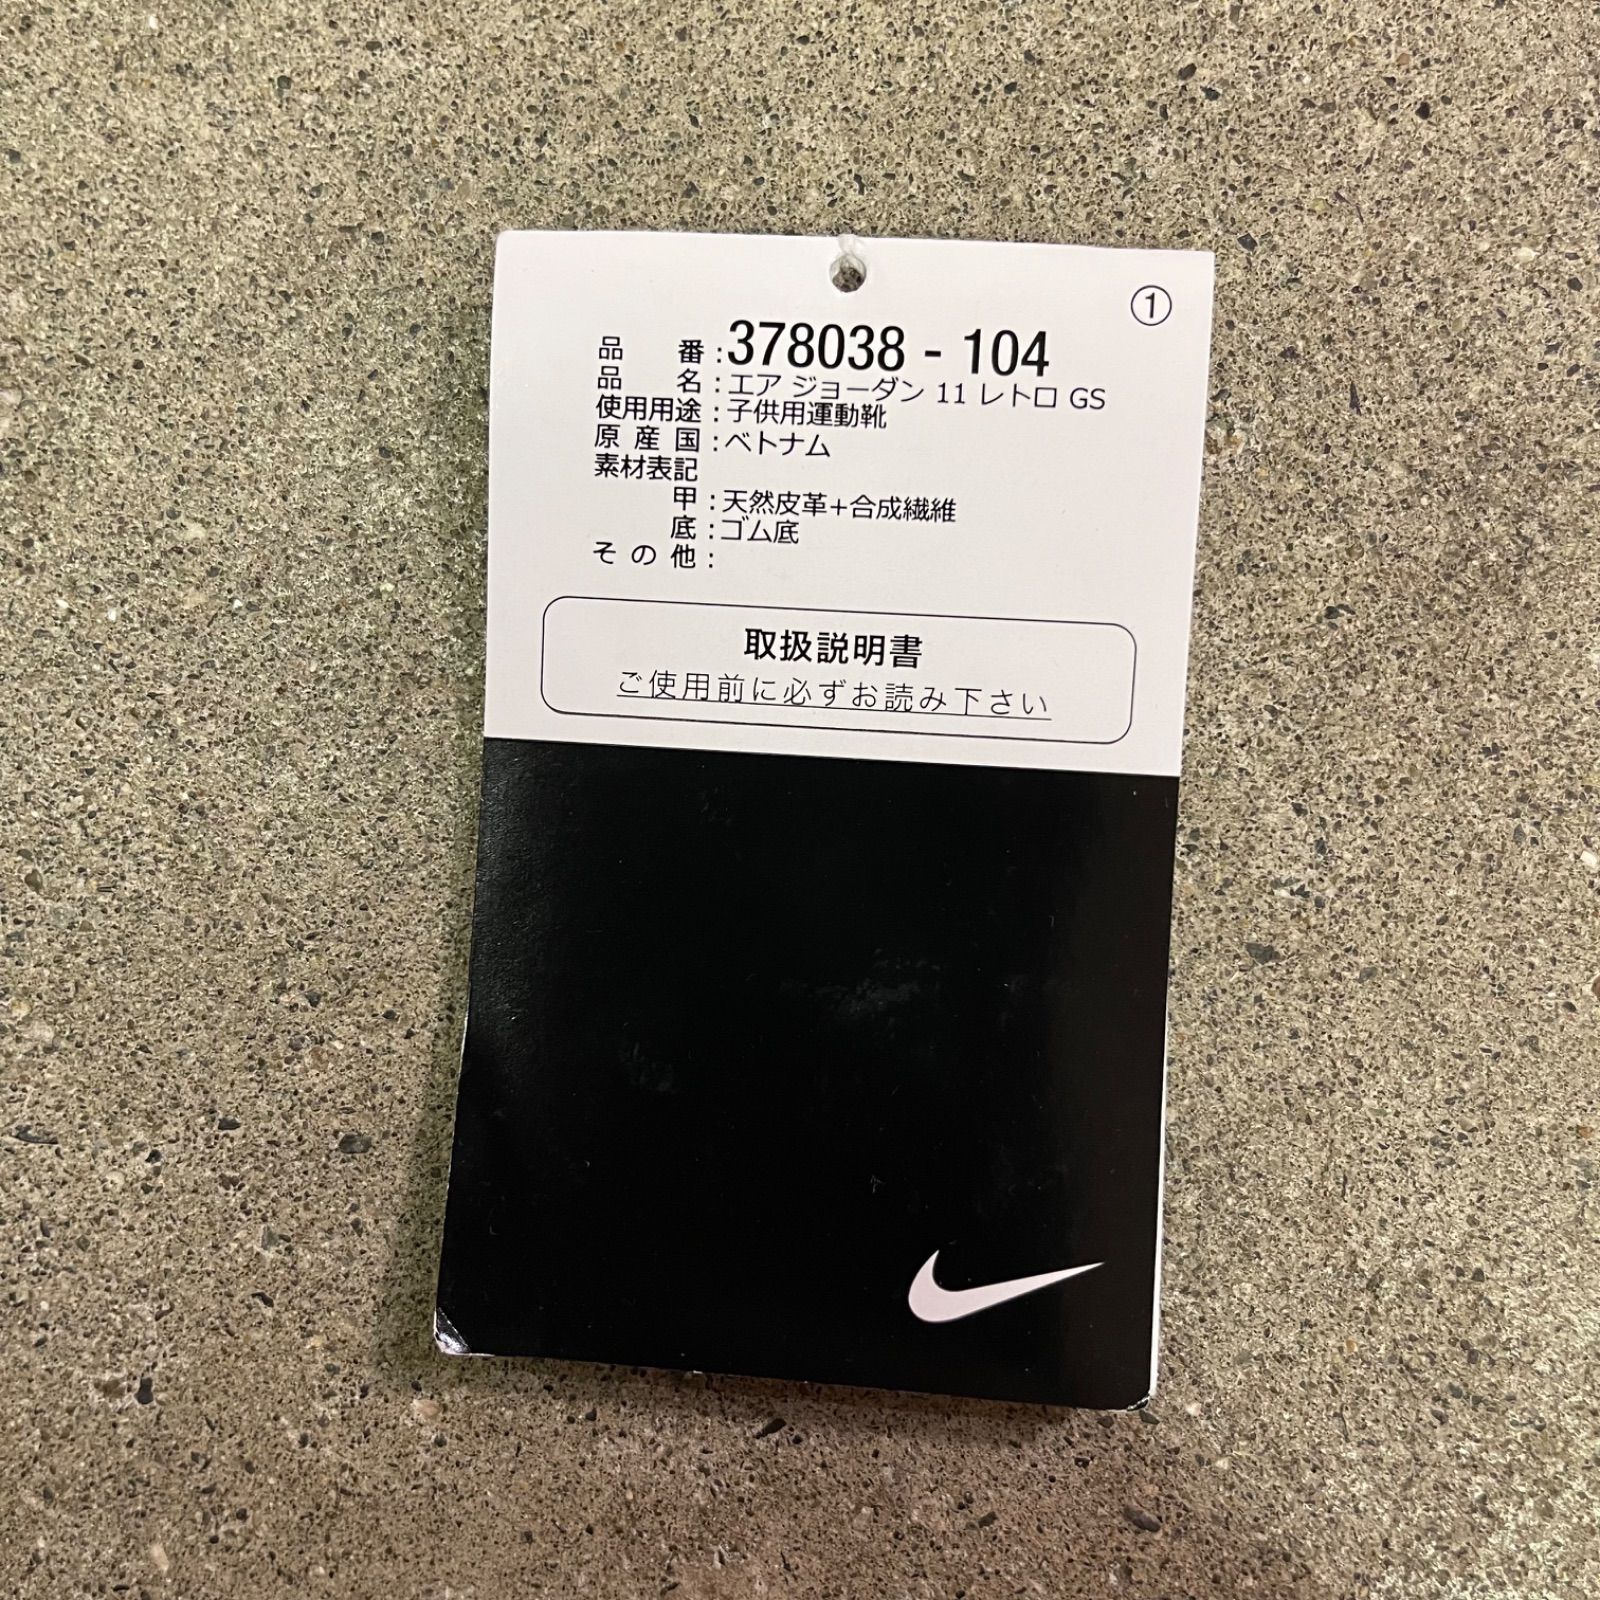 ①
品番:378038 - 104
品名:エア ジョーダン 11 レトロ GS
使用用途:子供用運動靴
原産国:ベトナム
素材表記
甲:天然皮革+合成繊維
底:ゴム底
その他:
取扱説明書
ご使用前に必ずお読み下さい